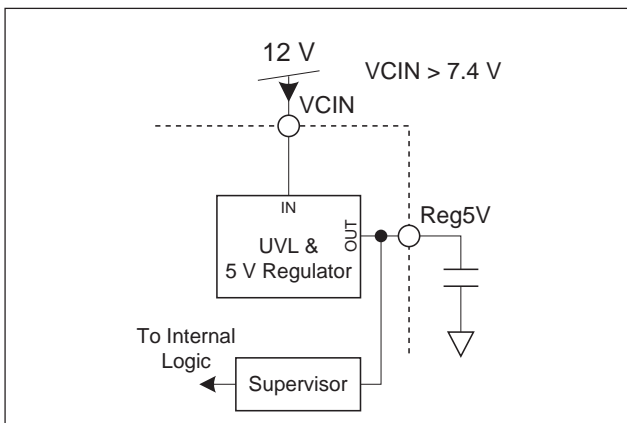 12 V
VCIN > 7.4 V
VCIN
IN
UVL &
5 V Regulator
OUT
Reg5V
To Internal
Logic
Supervisor